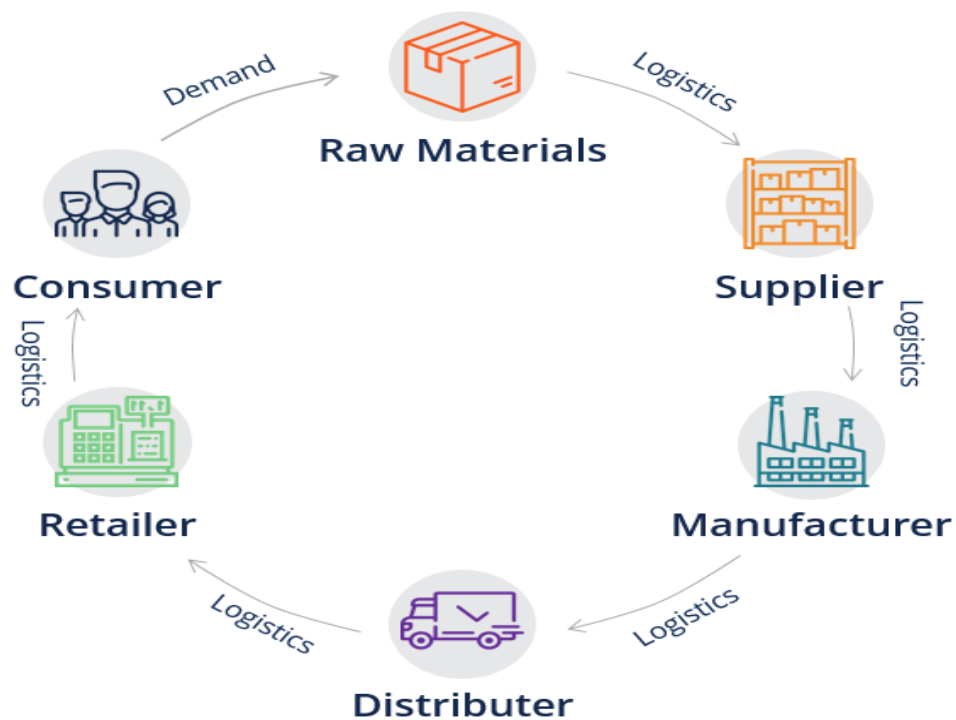 Demand
Logistics
Raw Materials
Consumer
Supplier
Logistics
Logistics
Retailer
Manufacturer
Logistics
Logistics
Distributer